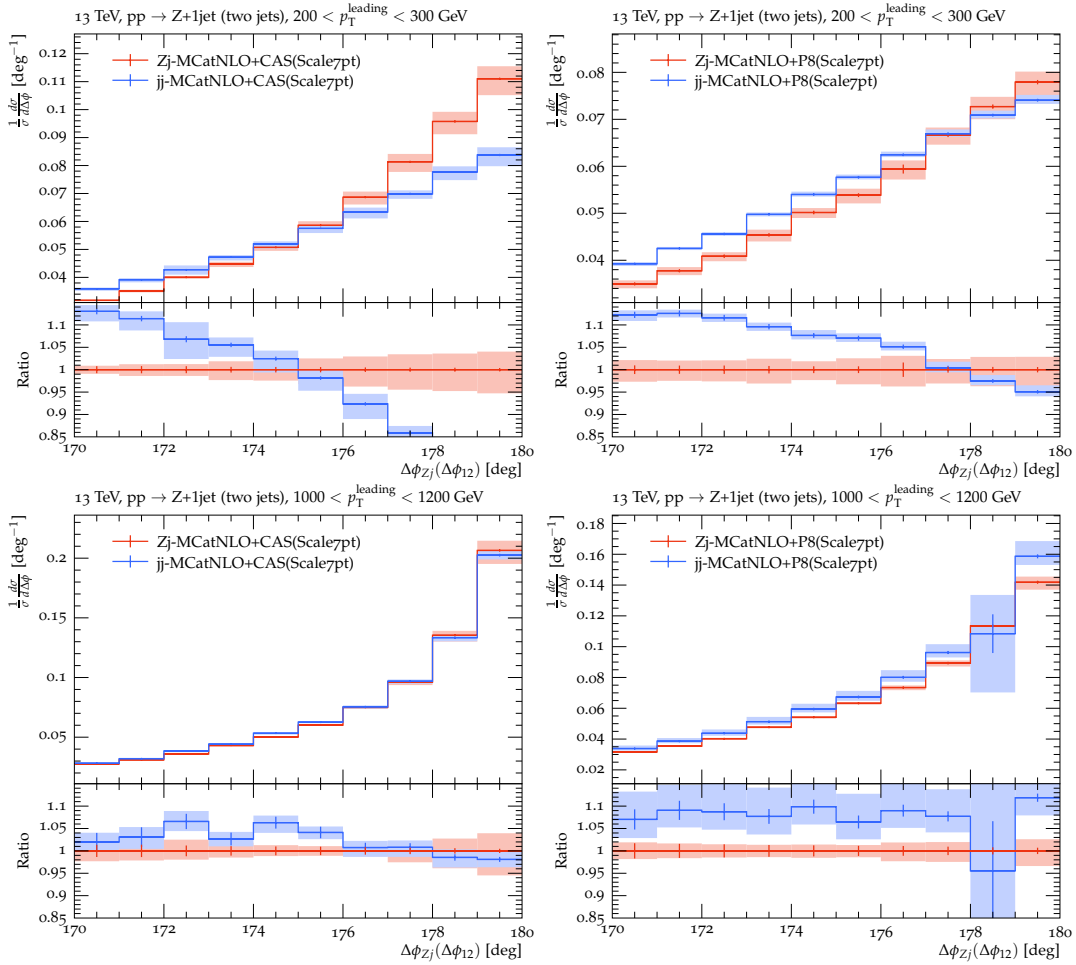 13 TeV, pp → Z+1jet (two jets), 200 < p_T^leading < 300 GeV
1/σ dσ/dΔϕ [deg⁻¹]
Zj-MCatNLO+CAS(Scale7pt)
jj-MCatNLO+CAS(Scale7pt)
0.12
0.11
0.1
0.09
0.08
0.07
0.06
0.05
0.04
Ratio
1.1
1.05
1
0.95
0.9
0.85
170 172 174 176 178 180
Δϕ_Zj(Δϕ_12) [deg]
13 TeV, pp → Z+1jet (two jets), 200 < p_T^leading < 300 GeV
1/σ dσ/dΔϕ [deg⁻¹]
Zj-MCatNLO+P8(Scale7pt)
jj-MCatNLO+P8(Scale7pt)
0.08
0.07
0.06
0.05
0.04
Ratio
1.1
1.05
1
0.95
0.9
0.85
170 172 174 176 178 180
Δϕ_Zj(Δϕ_12) [deg]
13 TeV, pp → Z+1jet (two jets), 1000 < p_T^leading < 1200 GeV
1/σ dσ/dΔϕ [deg⁻¹]
Zj-MCatNLO+CAS(Scale7pt)
jj-MCatNLO+CAS(Scale7pt)
0.2
0.15
0.1
0.05
Ratio
1.1
1.05
1
0.95
0.9
0.85
170 172 174 176 178 180
Δϕ_Zj(Δϕ_12) [deg]
13 TeV, pp → Z+1jet (two jets), 1000 < p_T^leading < 1200 GeV
1/σ dσ/dΔϕ [deg⁻¹]
Zj-MCatNLO+P8(Scale7pt)
jj-MCatNLO+P8(Scale7pt)
0.18
0.16
0.14
0.12
0.1
0.08
0.06
0.04
0.02
Ratio
1.1
1.05
1
0.95
0.9
0.85
170 172 174 176 178 180
Δϕ_Zj(Δϕ_12) [deg]